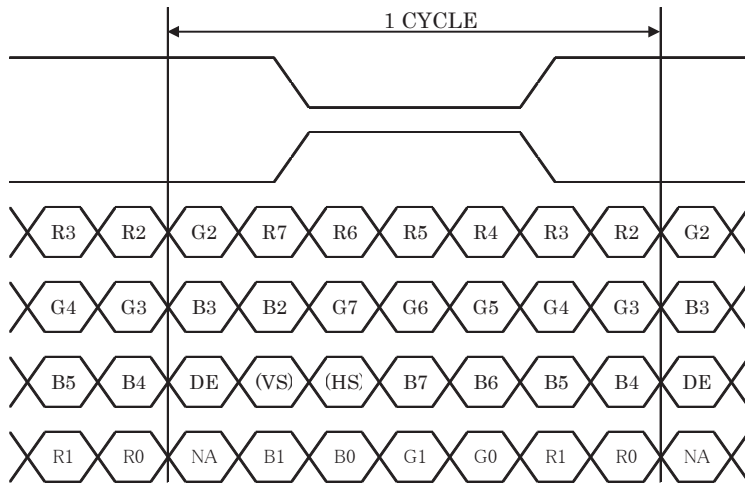 1 CYCLE
R3 R2 G2 R7 R6 R5 R4 R3 R2 G2
G4 G3 B3 B2 G7 G6 G5 G4 G3 B3
B5 B4 DE (VS) (HS) B7 B6 B5 B4 DE
R1 R0 NA B1 B0 G1 G0 R1 R0 NA